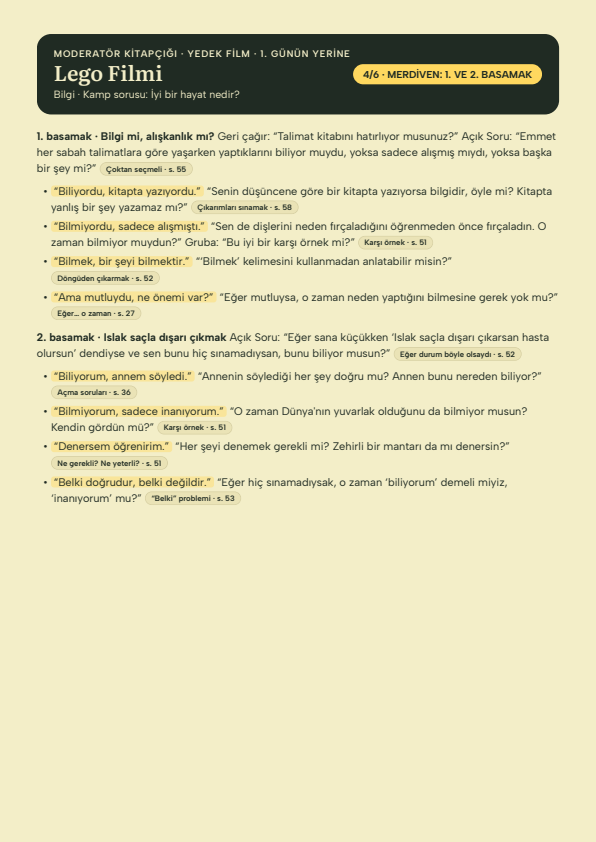 MODERATÖR KİTAPÇIĞI · YEDEK FİLM · 1. GÜNÜN YERİNE
Lego Filmi
4/6 · MERDİVEN: 1. VE 2. BASAMAK
Bilgi · Kamp sorusu: İyi bir hayat nedir?
1. basamak · Bilgi mi, alışkanlık mı? Geri çağır: “Talimat kitabını hatırlıyor musunuz?” Açık Soru: “Emmet
her sabah talimatlara göre yaşarken yaptıklarını biliyor muydu, yoksa sadece alışmış mıydı, yoksa başka
bir şey mi?” Çoktan seçmeli · s. 55
• “Biliyordu, kitapta yazıyordu.” “Senin düşüncene göre bir kitapta yazıyorsa bilgidir, öyle mi? Kitapta
yanlış bir şey yazamaz mı?” Çıkarımları sınamak · s. 58
• “Bilmiyordu, sadece alışmıştı.” “Sen de dişlerini neden fırçaladığını öğrenmeden önce fırçaladın. O
zaman bilmiyor muydun?” Gruba: “Bu iyi bir karşı örnek mi?” Karşı örnek · s. 51
• “Bilmek, bir şeyi bilmektir.” “‘Bilmek’ kelimesini kullanmadan anlatabilir misin?”
Döngüden çıkarmak · s. 52
• “Ama mutluydu, ne önemi var?” “Eğer mutluysa, o zaman neden yaptığını bilmesine gerek yok mu?”
Eğer… o zaman · s. 27
2. basamak · Islak saçla dışarı çıkmak Açık Soru: “Eğer sana küçükken ‘Islak saçla dışarı çıkarsan hasta
olursun’ dendiyse ve sen bunu hiç sınamadıysan, bunu biliyor musun?” Eğer durum böyle olsaydı · s. 52
• “Biliyorum, annem söyledi.” “Annenin söylediği her şey doğru mu? Annen bunu nereden biliyor?”
Açma soruları · s. 36
• “Bilmiyorum, sadece inanıyorum.” “O zaman Dünya'nın yuvarlak olduğunu da bilmiyor musun?
Kendin gördün mü?” Karşı örnek · s. 51
• “Denersem öğrenirim.” “Her şeyi denemek gerekli mi? Zehirli bir mantarı da mı denersin?”
Ne gerekli? Ne yeterli? · s. 51
• “Belki doğrudur, belki değildir.” “Eğer hiç sınamadıysak, o zaman ‘biliyorum’ demeli miyiz,
‘inanıyorum’ mu?” “Belki” problemi · s. 53